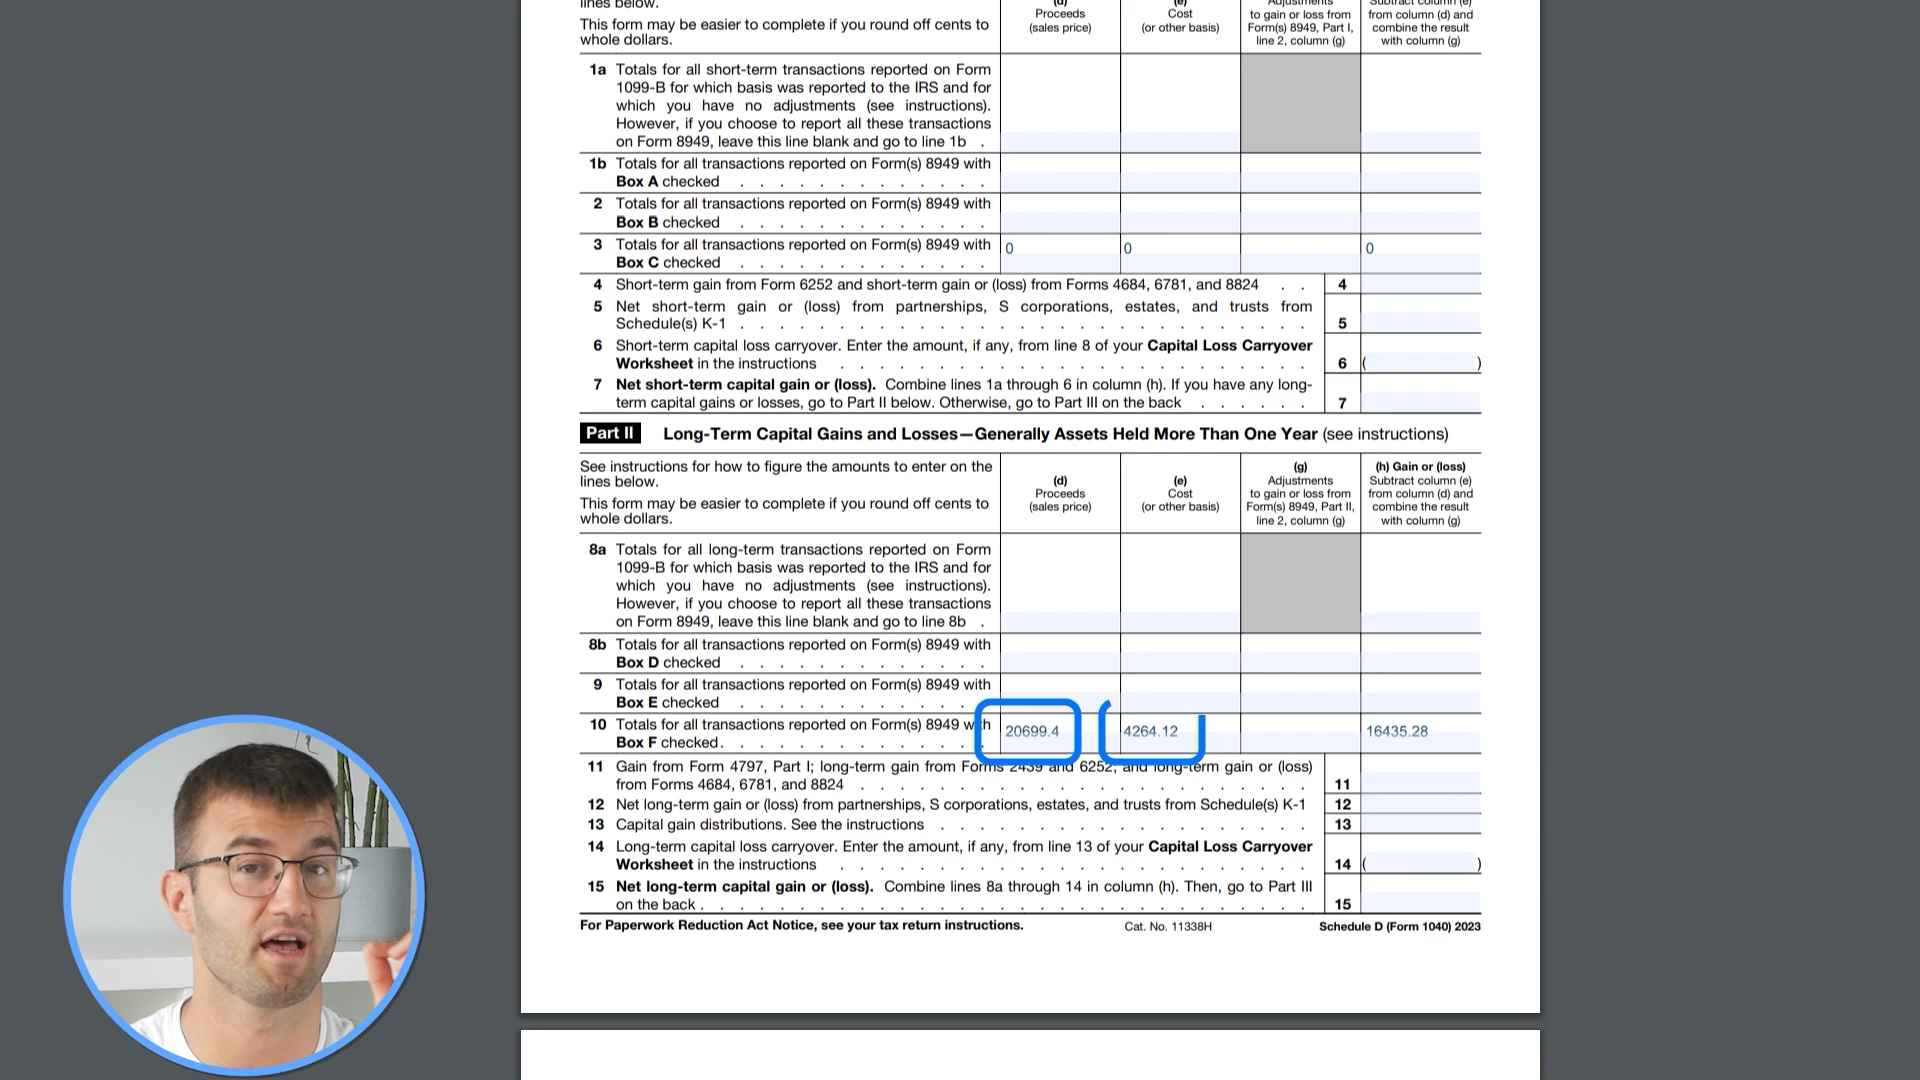 lines below.
(d) (e) Adjustments Subtract column (e)
This form may be easier to complete if you round off cents to whole dollars.
Proceeds (sales price)
Cost (or other basis)
to gain or loss from Form(s) 8949, Part I, line 2, column (g)
from column (d) and combine the result with column (g)
1a Totals for all short-term transactions reported on Form
1099-B for which basis was reported to the IRS and for
which you have no adjustments (see instructions).
However, if you choose to report all these transactions
on Form 8949, leave this line blank and go to line 1b .
1b Totals for all transactions reported on Form(s) 8949 with
Box A checked . . . . . . . . . . . . .
2 Totals for all transactions reported on Form(s) 8949 with
Box B checked . . . . . . . . . . . . .
3 Totals for all transactions reported on Form(s) 8949 with 0 0 0
Box C checked . . . . . . . . . . . . .
4 Short-term gain from Form 6252 and short-term gain or (loss) from Forms 4684, 6781, and 8824 . . 4
5 Net short-term gain or (loss) from partnerships, S corporations, estates, and trusts from
Schedule(s) K-1 . . . . . . . . . . . . . . . . . . . . . . . . . . . . . 5
6 Short-term capital loss carryover. Enter the amount, if any, from line 8 of your Capital Loss Carryover
Worksheet in the instructions . . . . . . . . . . . . . . . . . . . . . . . . 6 ( )
7 Net short-term capital gain or (loss). Combine lines 1a through 6 in column (h). If you have any long-
term capital gains or losses, go to Part II below. Otherwise, go to Part III on the back . . . . . . 7
Part II Long-Term Capital Gains and Losses—Generally Assets Held More Than One Year (see instructions)
See instructions for how to figure the amounts to enter on the
lines below.
This form may be easier to complete if you round off cents to
whole dollars.
(d)
Proceeds
(sales price)
(e)
Cost
(or other basis)
(g)
Adjustments
to gain or loss from
Form(s) 8949, Part II,
line 2, column (g)
(h) Gain or (loss)
Subtract column (e)
from column (d) and
combine the result
with column (g)
8a Totals for all long-term transactions reported on Form
1099-B for which basis was reported to the IRS and for
which you have no adjustments (see instructions).
However, if you choose to report all these transactions
on Form 8949, leave this line blank and go to line 8b .
8b Totals for all transactions reported on Form(s) 8949 with
Box D checked . . . . . . . . . . . . .
9 Totals for all transactions reported on Form(s) 8949 with
Box E checked . . . . . . . . . . . . .
10 Totals for all transactions reported on Form(s) 8949 with 20699.4 4264.12 16435.28
Box F checked . . . . . . . . . . . . . .
11 Gain from Form 4797, Part I; long-term gain from Forms 2439 and 6252; and long-term gain or (loss)
from Forms 4684, 6781, and 8824 . . . . . . . . . . . . . . . . . . . . . . . 11
12 Net long-term gain or (loss) from partnerships, S corporations, estates, and trusts from Schedule(s) K-1 12
13 Capital gain distributions. See the instructions . . . . . . . . . . . . . . . . . . . 13
14 Long-term capital loss carryover. Enter the amount, if any, from line 13 of your Capital Loss Carryover
Worksheet in the instructions . . . . . . . . . . . . . . . . . . . . . . . . 14 ( )
15 Net long-term capital gain or (loss). Combine lines 8a through 14 in column (h). Then, go to Part III
on the back . . . . . . . . . . . . . . . . . . . . . . . . . . . . . . . 15
For Paperwork Reduction Act Notice, see your tax return instructions. Cat. No. 11338H Schedule D (Form 1040) 2023